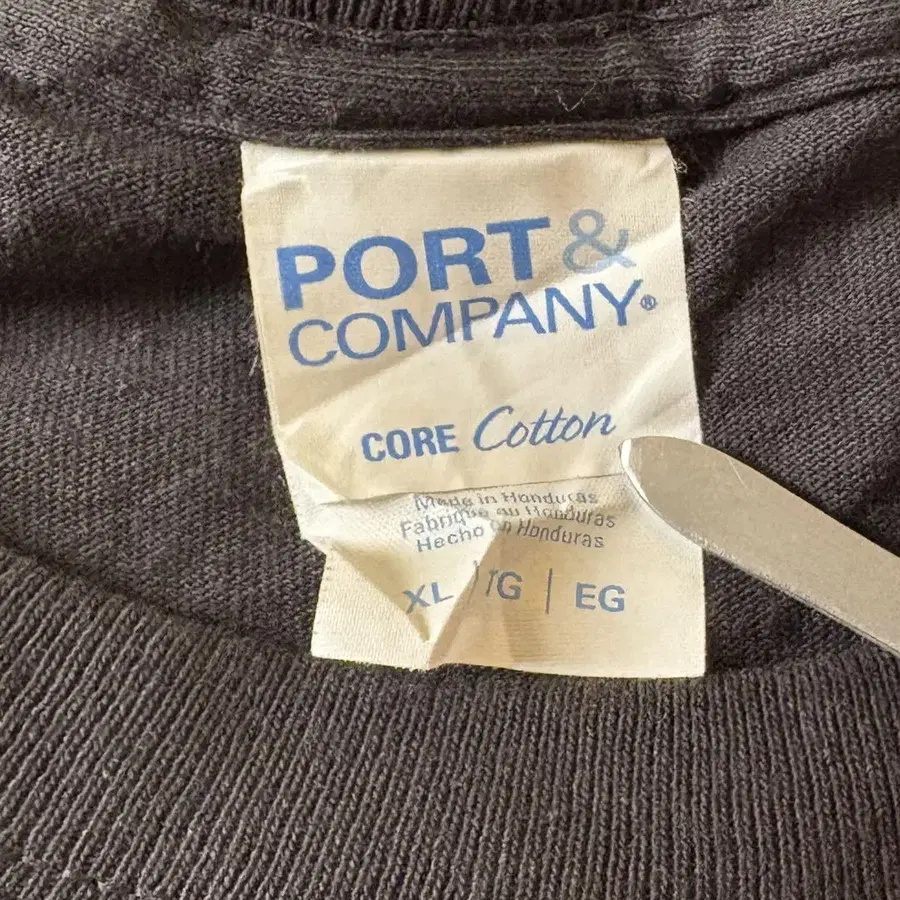 PORT &
COMPANY®
CORE Cotton
Made in Honduras
Fabriqué au Honduras
Hecho en Honduras
XL | TG | EG